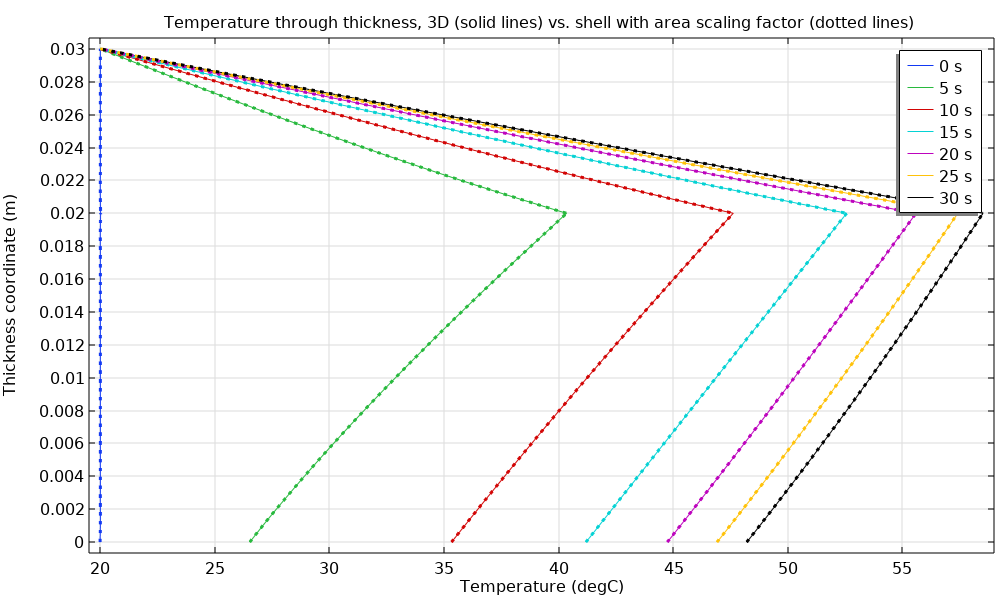 Temperature through thickness, 3D (solid lines) vs. shell with area scaling factor (dotted lines)
Thickness coordinate (m)
0.03
0.028
0.026
0.024
0.022
0.02
0.018
0.016
0.014
0.012
0.01
0.008
0.006
0.004
0.002
0
0 s
5 s
10 s
15 s
20 s
25 s
30 s
20 25 30 35 40 45 50 55
Temperature (degC)